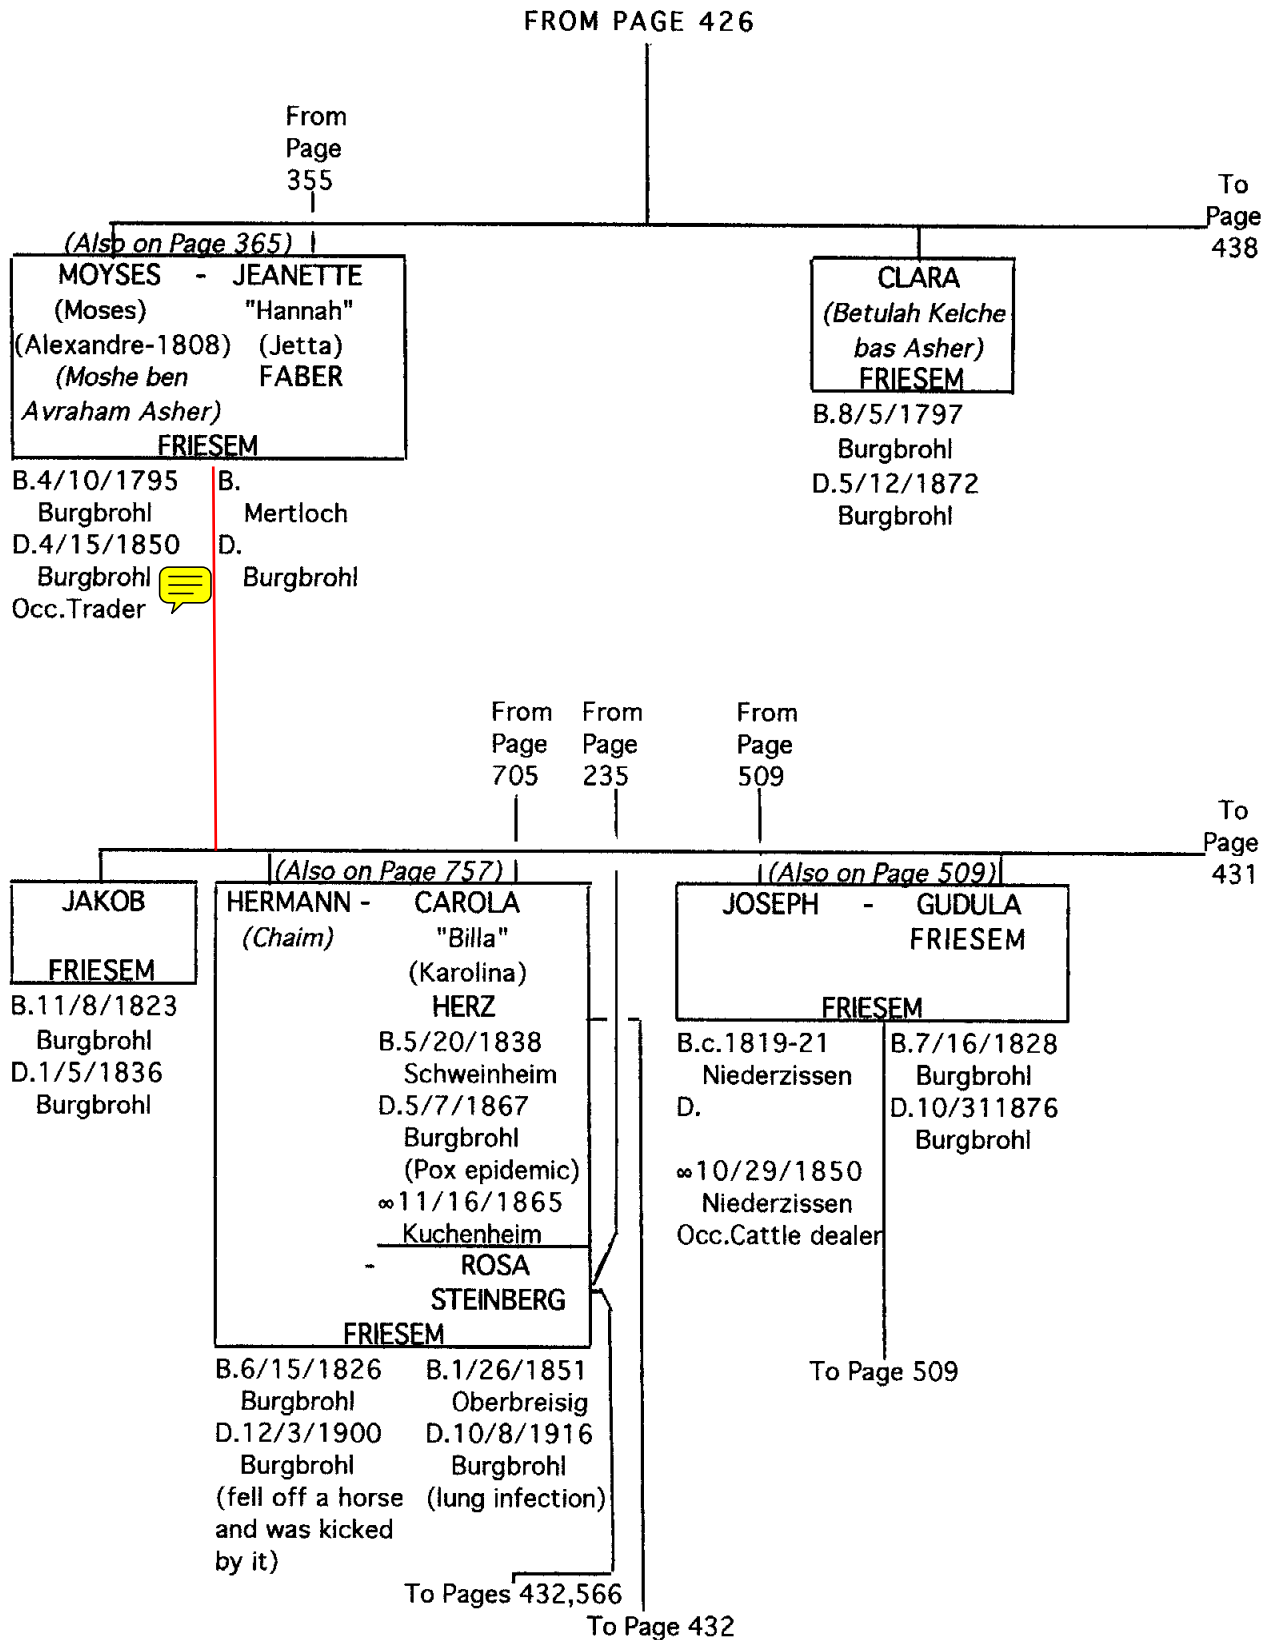 FROM PAGE 426
From
Page
355
To
Page
438
(Also on Page 365)
MOYSES - JEANETTE
(Moses) "Hannah"
(Alexandre-1808) (Jetta)
(Moshe ben FABER
Avraham Asher)
FRIESEM
B.4/10/1795 B.
Burgbrohl Mertloch
D.4/15/1850 D.
Burgbrohl Burgbrohl
Occ.Trader
CLARA
(Betulah Kelche
bas Asher)
FRIESEM
B.8/5/1797
Burgbrohl
D.5/12/1872
Burgbrohl
From
Page
705
From
Page
235
From
Page
509
To
Page
431
JAKOB
FRIESEM
B.11/8/1823
Burgbrohl
D.1/5/1836
Burgbrohl
(Also on Page 757)
HERMANN - CAROLA
(Chaim) "Billa"
(Karolina)
HERZ
B.5/20/1838
Schweinheim
D.5/7/1867
Burgbrohl
(Pox epidemic)
∞11/16/1865
Kuchenheim
- ROSA
STEINBERG
FRIESEM
B.6/15/1826 B.1/26/1851
Burgbrohl Oberbreisig
D.12/3/1900 D.10/8/1916
Burgbrohl Burgbrohl
(fell off a horse (lung infection)
and was kicked
by it)
To Pages 432,566
To Page 432
(Also on Page 509)
JOSEPH - GUDULA
FRIESEM
FRIESEM
B.c.1819-21 B.7/16/1828
Niederzissen Burgbrohl
D. D.10/311876
Burgbrohl
∞10/29/1850
Niederzissen
Occ.Cattle dealer
To Page 509